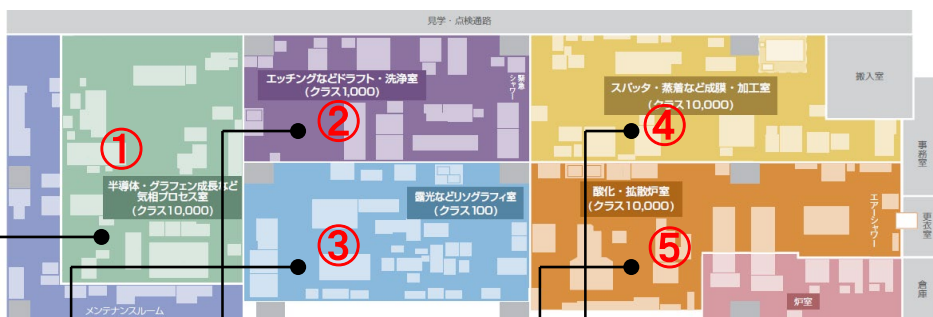 見学・点検通路
エッチングなどドラフト・洗浄室
(クラス1,000)
緊急
シャワー
②
スパッタ・蒸着など成膜・加工室
(クラス10,000)
④
搬入室
事務室
①
半導体・グラフェン成長など
気相プロセス室
(クラス10,000)
露光などリソグラフィ室
(クラス100)
③
酸化・拡散炉室
(クラス10,000)
⑤
エアーシャワー
更衣室
倉庫
炉室
メンテナンスルーム